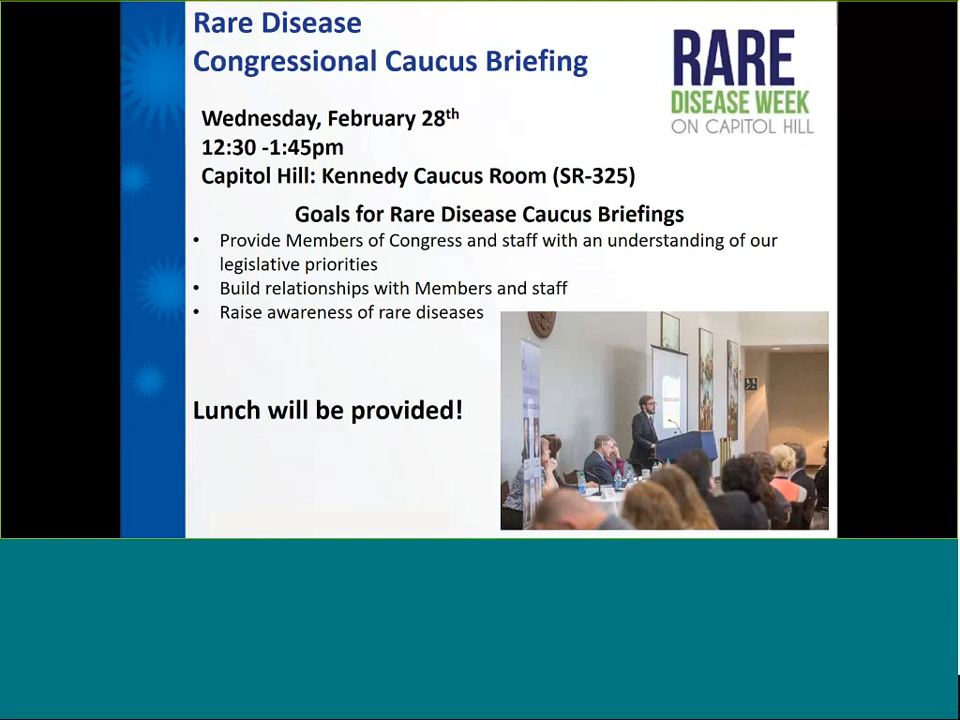 Rare Disease
Congressional Caucus Briefing
RARE
DISEASE WEEK
ON CAPITOL HILL
Wednesday, February 28th
12:30 -1:45pm
Capitol Hill: Kennedy Caucus Room (SR-325)
Goals for Rare Disease Caucus Briefings
• Provide Members of Congress and staff with an understanding of our
legislative priorities
• Build relationships with Members and staff
• Raise awareness of rare diseases
Lunch will be provided!